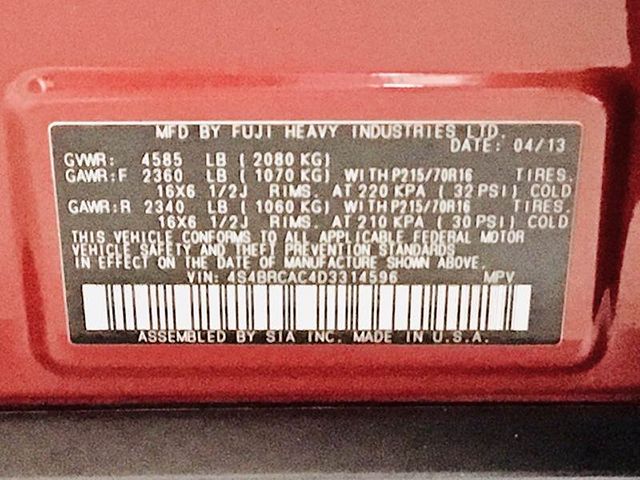 MFD BY FUJI HEAVY INDUSTRIES LTD.
DATE: 04/13
GVWR: 4585 LB ( 2080 KG)
GAWR:F 2360 LB ( 1070 KG) WITH P215/70R16 TIRES.
16X6 1/2J RIMS. AT 220 KPA ( 32 PSI) COLD
GAWR:R 2340 LB ( 1060 KG) WITH P215/70R16 TIRES.
16X6 1/2J RIMS. AT 210 KPA ( 30 PSI) COLD
THIS VEHICLE CONFORMS TO ALL APPLICABLE FEDERAL MOTOR
VEHICLE SAFETY AND THEFT PREVENTION STANDARDS
IN EFFECT ON THE DATE OF MANUFACTURE SHOWN ABOVE.
VIN: 4S4BRCAC4D3314596 MPV
ASSEMBLED BY SIA INC. MADE IN U.S.A.